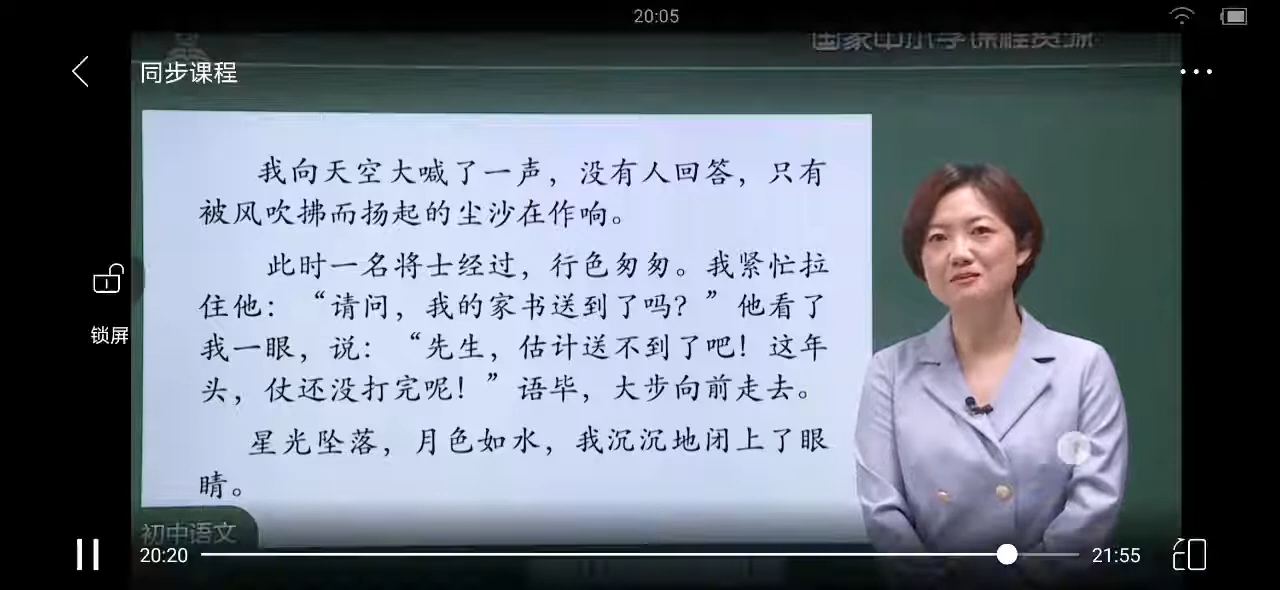 20:05
国家中小学课程资源
同步课程
我向天空大喊了一声，没有人回答，只有
被风吹拂而扬起的尘沙在作响。
此时一名将士经过，行色匆匆。我紧忙拉
住他：“请问，我的家书送到了吗？”他看了
我一眼，说：“先生，估计送不到了吧！这年
头，仗还没打完呢！”语毕，大步向前走去。
星光坠落，月色如水，我沉沉地闭上了眼
睛。
锁屏
初中语文
20:20
21:55